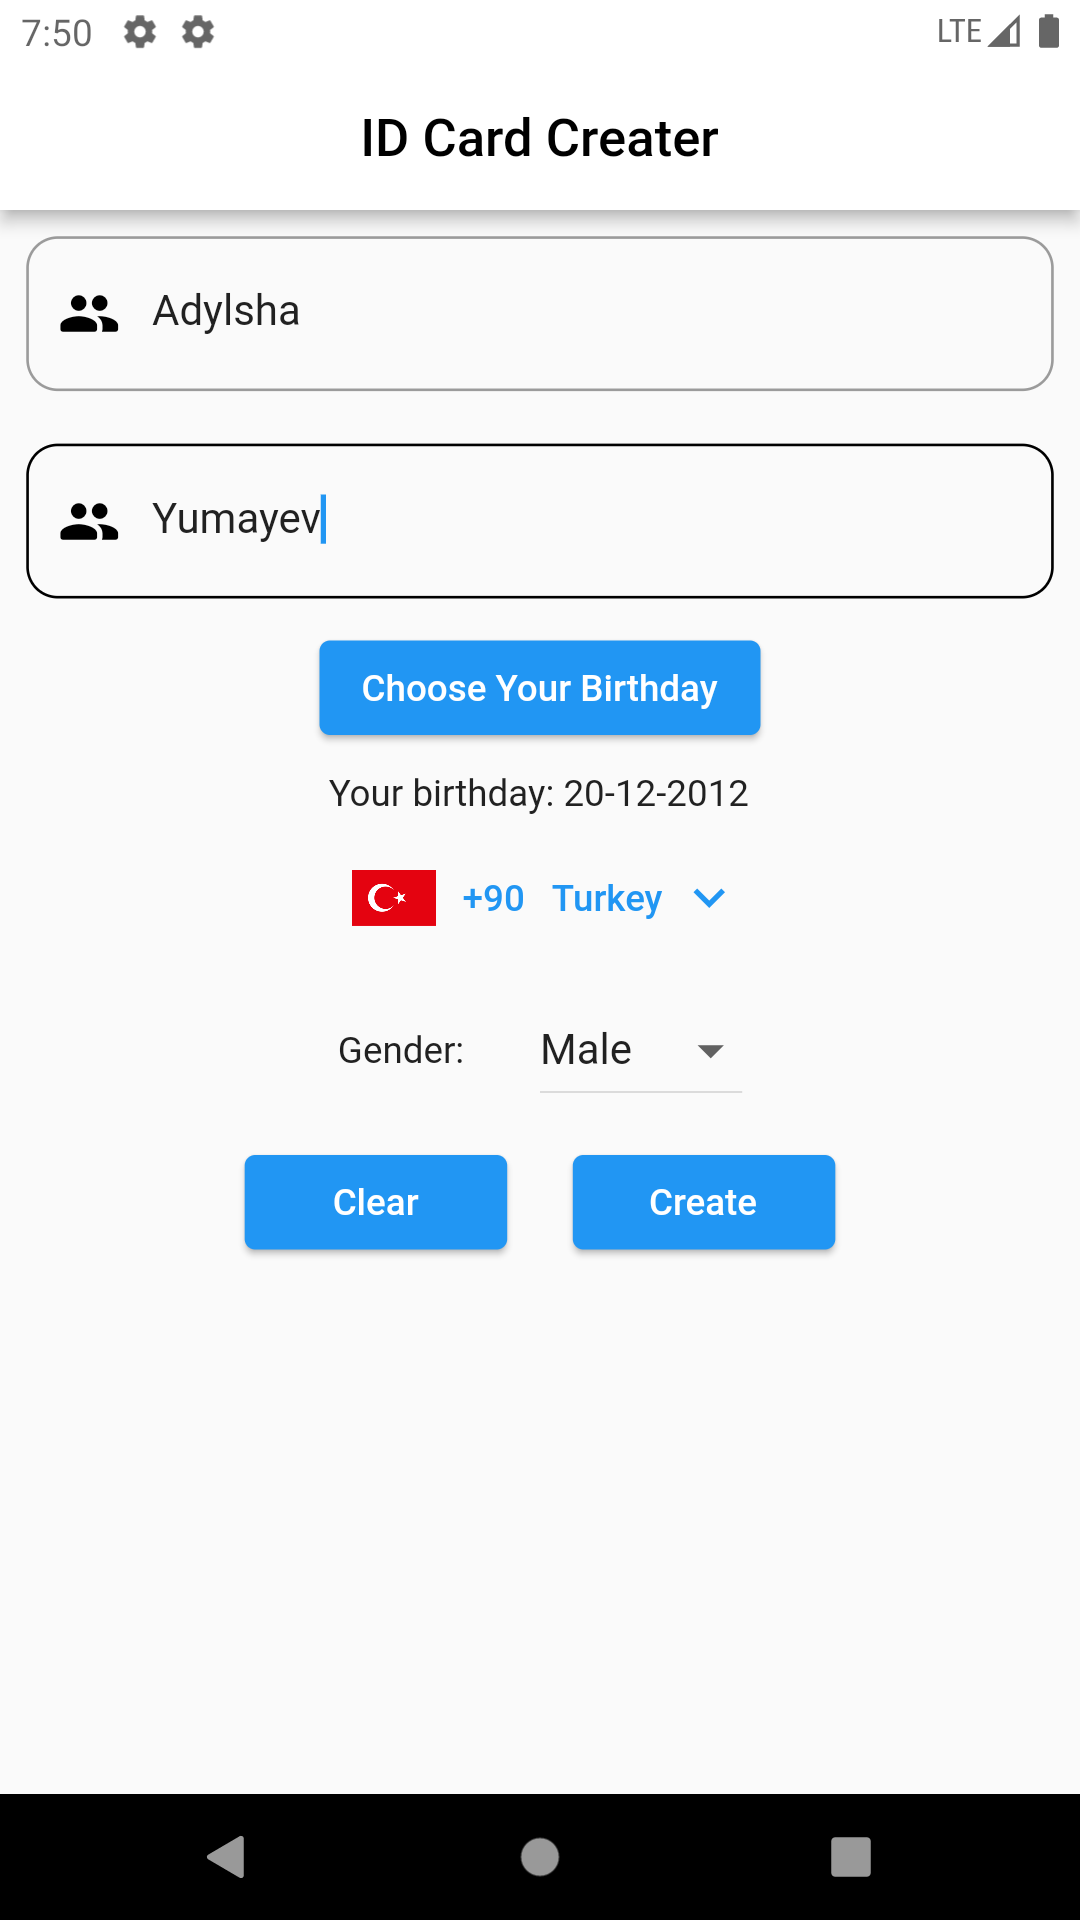 7:50 LTE
ID Card Creater
Adylsha
Yumayev
Choose Your Birthday
Your birthday: 20-12-2012
+90 Turkey
Gender: Male
Clear Create